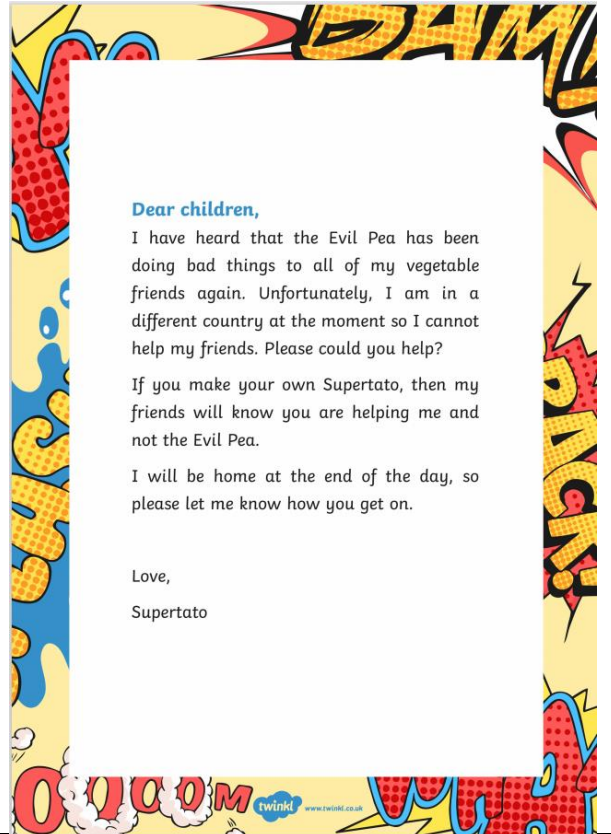 BAM!
Dear children,
I have heard that the Evil Pea has been
doing bad things to all of my vegetable
friends again. Unfortunately, I am in a
different country at the moment so I cannot
help my friends. Please could you help?
If you make your own Supertato, then my
friends will know you are helping me and
not the Evil Pea.
I will be home at the end of the day, so
please let me know how you get on.
Love,
Supertato
twinkl
www.twinkl.co.uk